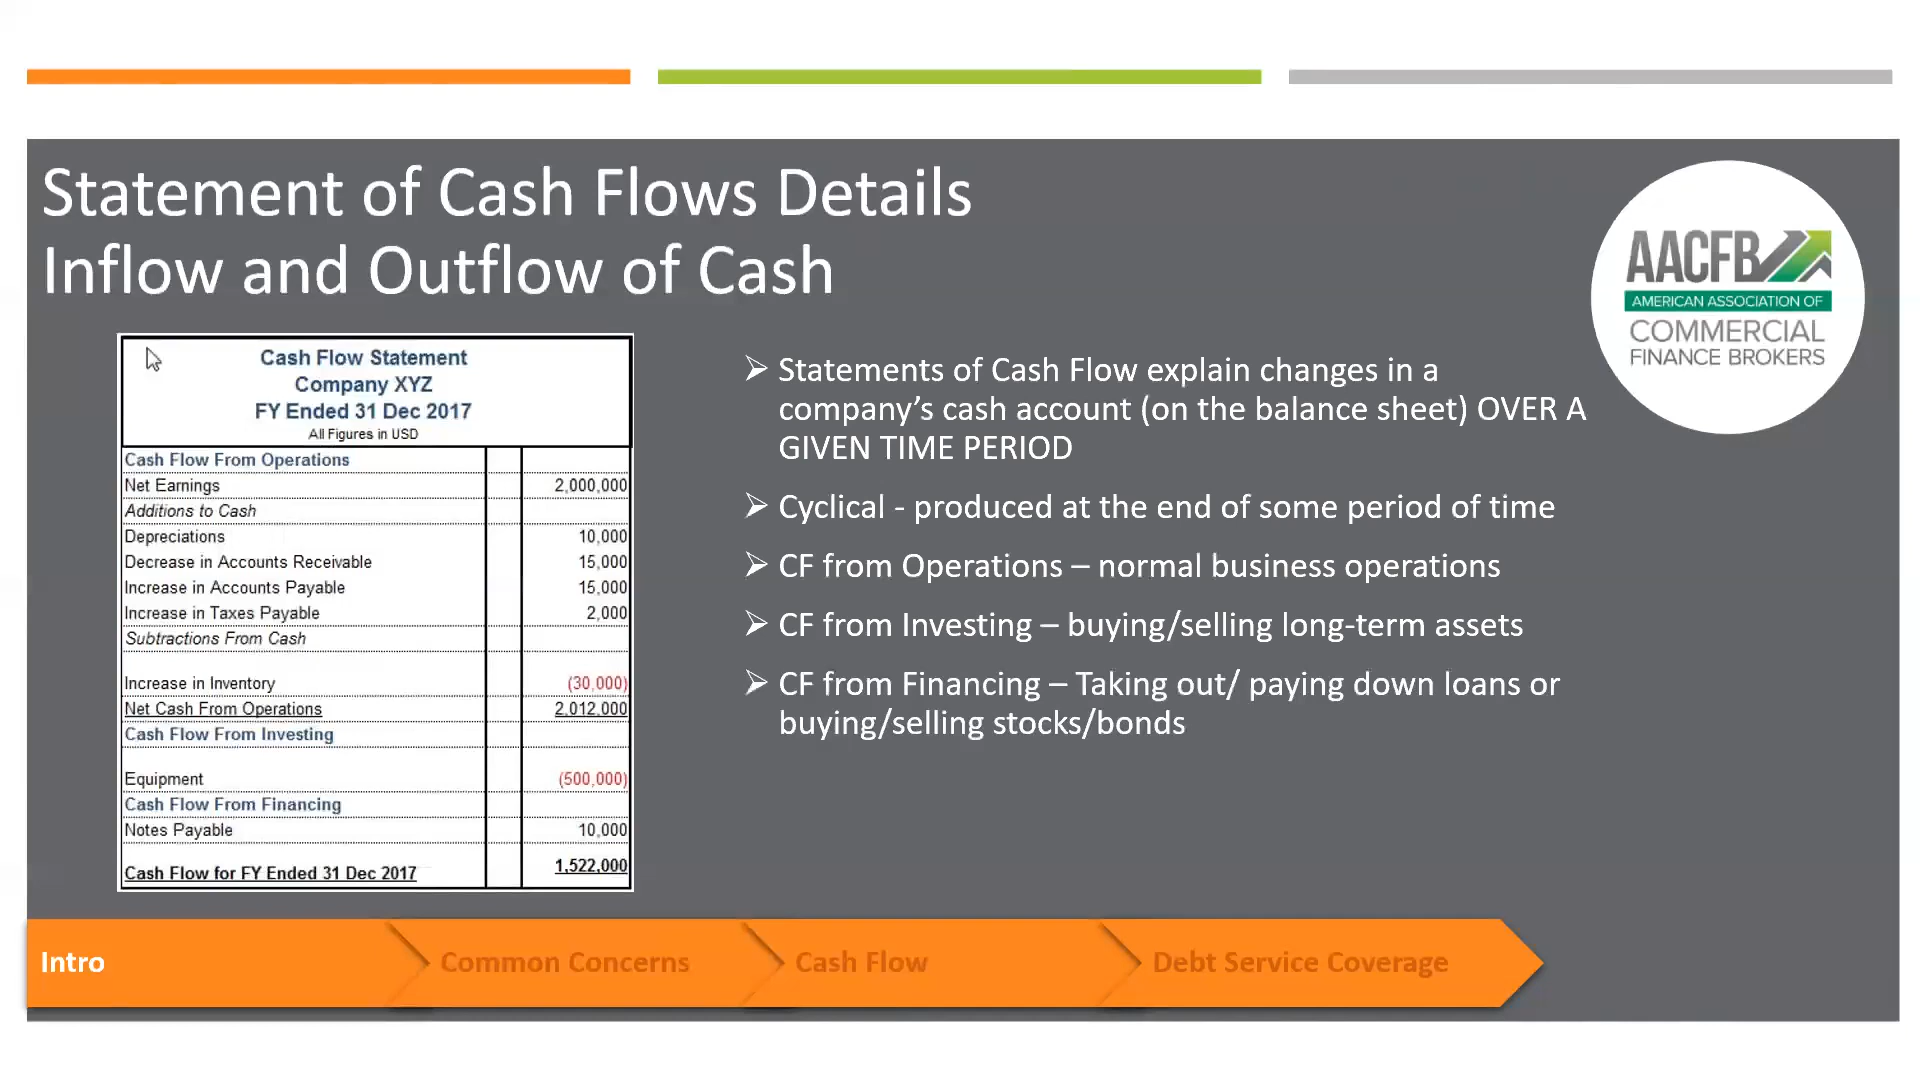 Statement of Cash Flows Details
Inflow and Outflow of Cash
AACFB
AMERICAN ASSOCIATION OF
COMMERCIAL
FINANCE BROKERS
Cash Flow Statement
Company XYZ
FY Ended 31 Dec 2017
All Figures in USD
Cash Flow From Operations
Net Earnings 2,000,000
Additions to Cash
Depreciations 10,000
Decrease in Accounts Receivable 15,000
Increase in Accounts Payable 15,000
Increase in Taxes Payable 2,000
Subtractions From Cash
Increase in Inventory (30,000)
Net Cash From Operations 2,012,000
Cash Flow From Investing
Equipment (500,000)
Cash Flow From Financing
Notes Payable 10,000
Cash Flow for FY Ended 31 Dec 2017 1,522,000
Statements of Cash Flow explain changes in a
company’s cash account (on the balance sheet) OVER A
GIVEN TIME PERIOD
Cyclical - produced at the end of some period of time
CF from Operations – normal business operations
CF from Investing – buying/selling long-term assets
CF from Financing – Taking out/ paying down loans or
buying/selling stocks/bonds
Intro
Common Concerns
Cash Flow
Debt Service Coverage